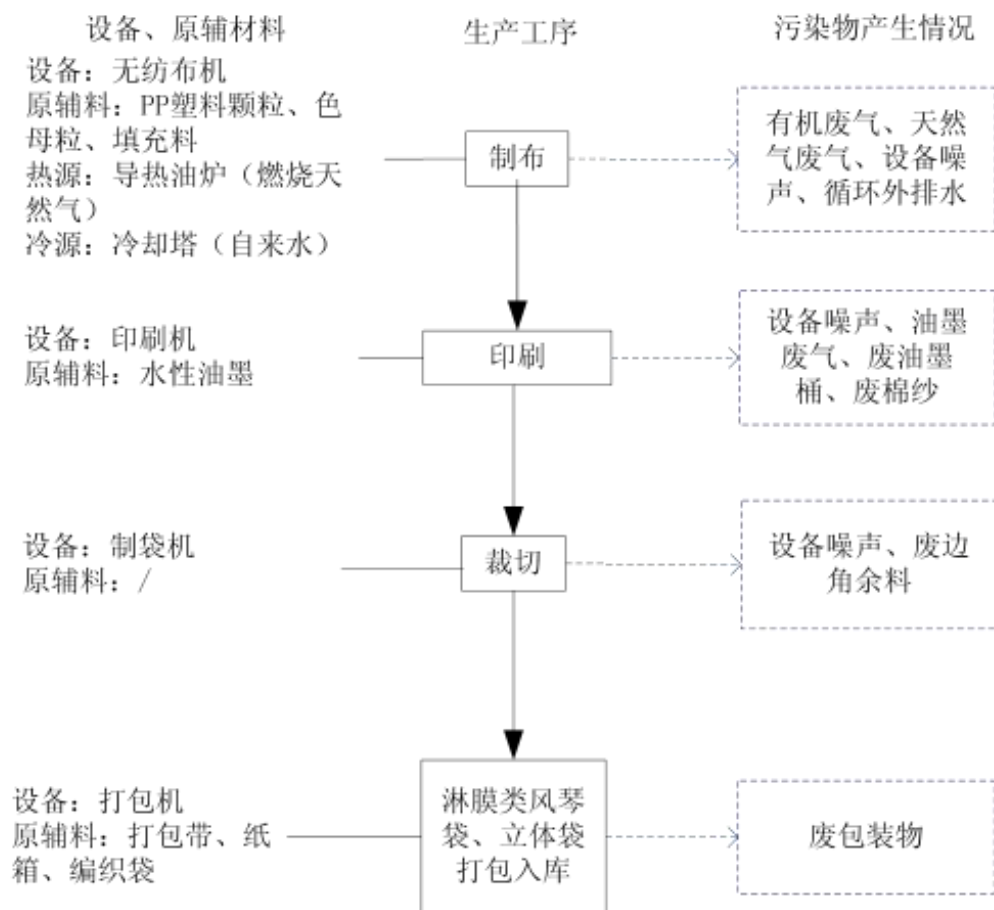 设备、原辅材料
生产工序
污染物产生情况
设备：无纺布机
原辅料：PP塑料颗粒、色
母粒、填充料
热源：导热油炉（燃烧天
然气）
冷源：冷却塔（自来水）
制布
有机废气、天然
气废气、设备噪
声、循环外排水
设备：印刷机
原辅料：水性油墨
印刷
设备噪声、油墨
废气、废油墨
桶、废棉纱
设备：制袋机
原辅料：/
裁切
设备噪声、废边
角余料
设备：打包机
原辅料：打包带、纸
箱、编织袋
淋膜类风琴
袋、立体袋
打包入库
废包装物